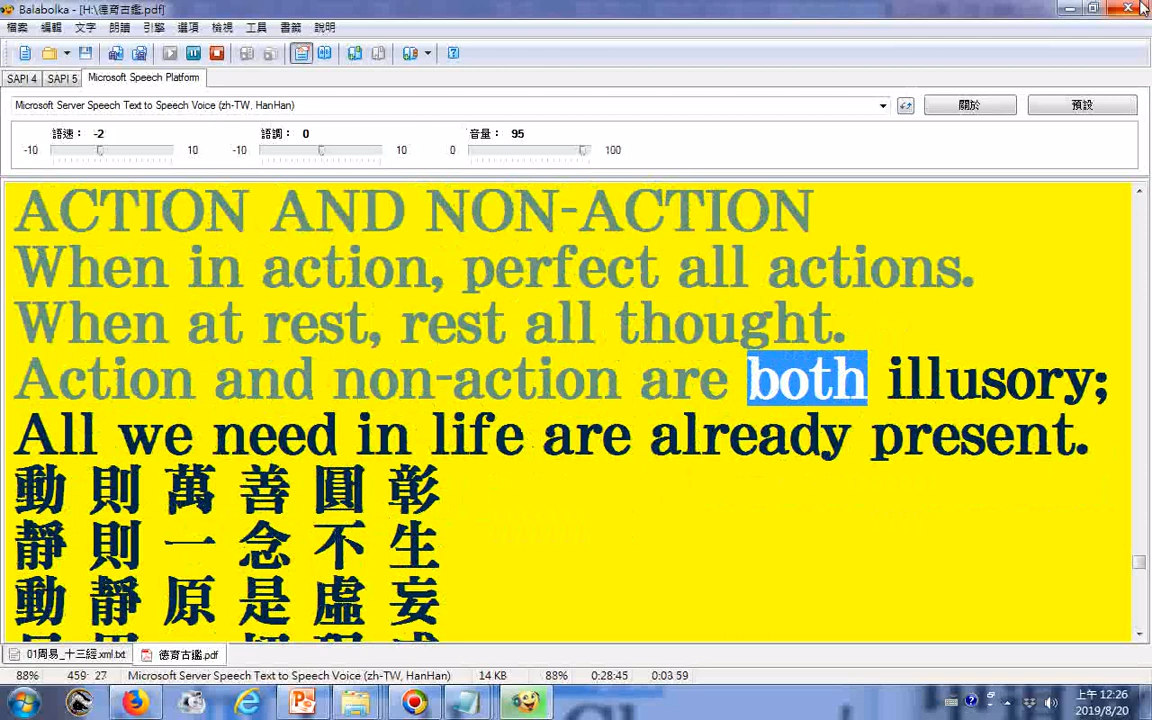 Balabolka - [H:\德育古鑑.pdf]
檔案 編輯 文字 朗讀 引擎 選項 檢視 工具 書籤 說明
SAPI 4 SAPI 5 Microsoft Speech Platform
Microsoft Server Speech Text to Speech Voice (zh-TW, HanHan) 關於 預設
語速： -2 語調： 0 音量： 95
-10 10 -10 10 0 100
ACTION AND NON-ACTION
When in action, perfect all actions.
When at rest, rest all thought.
Action and non-action are both illusory;
All we need in life are already present.
動 則 萬 善 圓 彰
靜 則 一 念 不 生
動 靜 原 是 虛 妄
01周易_十三經.xml.txt 德育古鑑.pdf
88% 459: 27 Microsoft Server Speech Text to Speech Voice (zh-TW, HanHan) 14 KB 88% 0:28:45 0:03:59
上午 12:26
2019/8/20